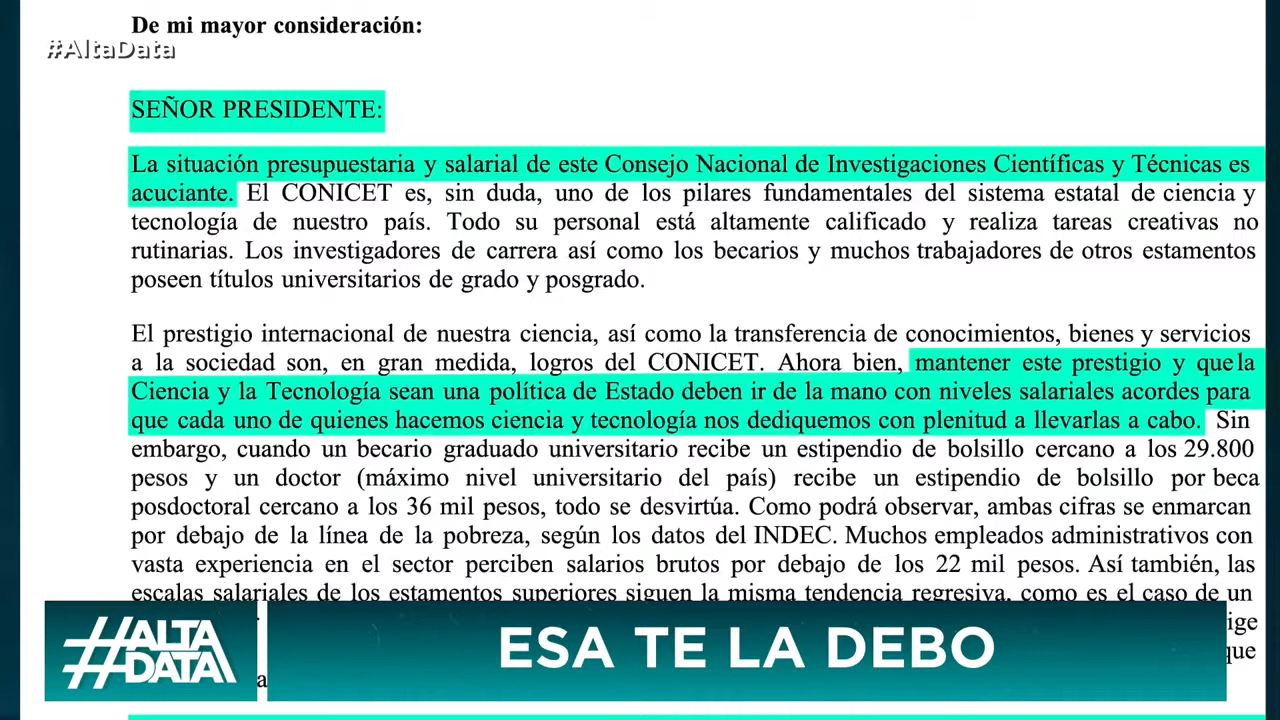 De mi mayor consideración:
#AltaData
SEÑOR PRESIDENTE:
La situación presupuestaria y salarial de este Consejo Nacional de Investigaciones Científicas y Técnicas es
acuciante. El CONICET es, sin duda, uno de los pilares fundamentales del sistema estatal de ciencia y
tecnología de nuestro país. Todo su personal está altamente calificado y realiza tareas creativas no
rutinarias. Los investigadores de carrera así como los becarios y muchos trabajadores de otros estamentos
poseen títulos universitarios de grado y posgrado.
El prestigio internacional de nuestra ciencia, así como la transferencia de conocimientos, bienes y servicios
a la sociedad son, en gran medida, logros del CONICET. Ahora bien, mantener este prestigio y que la
Ciencia y la Tecnología sean una política de Estado deben ir de la mano con niveles salariales acordes para
que cada uno de quienes hacemos ciencia y tecnología nos dediquemos con plenitud a llevarlas a cabo. Sin
embargo, cuando un becario graduado universitario recibe un estipendio de bolsillo cercano a los 29.800
pesos y un doctor (máximo nivel universitario del país) recibe un estipendio de bolsillo por beca
posdoctoral cercano a los 36 mil pesos, todo se desvirtúa. Como podrá observar, ambas cifras se enmarcan
por debajo de la línea de la pobreza, según los datos del INDEC. Muchos empleados administrativos con
vasta experiencia en el sector perciben salarios brutos por debajo de los 22 mil pesos. Así también, las
escalas salariales de los estamentos superiores siguen la misma tendencia regresiva, como es el caso de un
ige
que
a
#ALTA
DATA
ESA TE LA DEBO